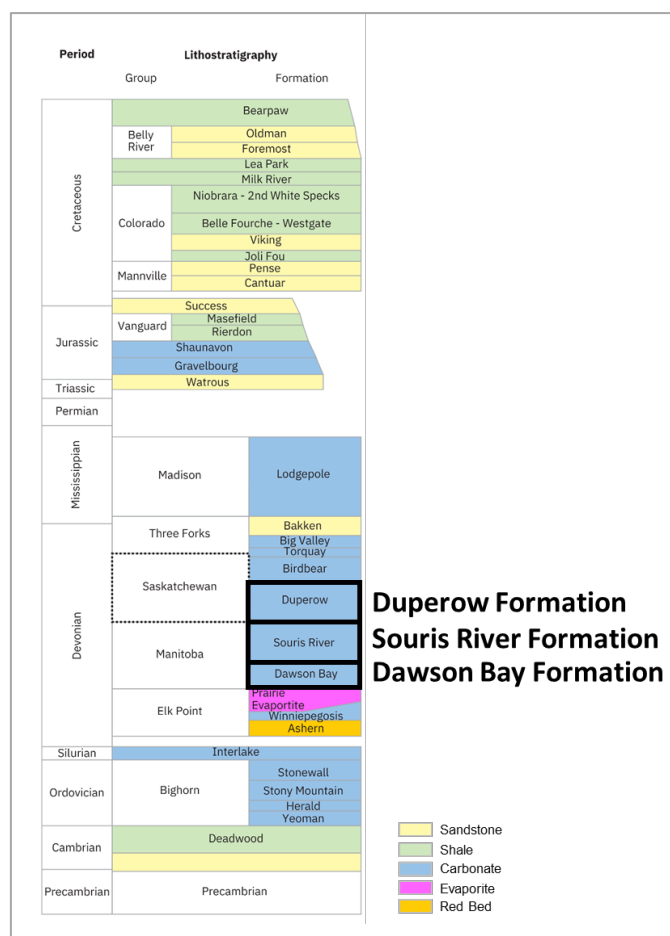 Period Lithostratigraphy
Group Formation
Cretaceous
Bearpaw
Belly
River
Oldman
Foremost
Lea Park
Milk River
Colorado
Niobrara - 2nd White Specks
Belle Fourche - Westgate
Viking
Joli Fou
Mannville
Pense
Cantuar
Jurassic
Success
Vanguard
Masefield
Rierdon
Shaunavon
Gravelbourg
Triassic
Watrous
Permian
Mississippian
Madison
Lodgepole
Devonian
Three Forks
Bakken
Big Valley
Torquay
Saskatchewan
Birdbear
Duperow
Duperow Formation
Manitoba
Souris River
Souris River Formation
Dawson Bay
Dawson Bay Formation
Elk Point
Prairie
Evaportite
Winniepegosis
Ashern
Silurian
Interlake
Ordovician
Bighorn
Stonewall
Stony Mountain
Herald
Yeoman
Cambrian
Deadwood
Precambrian
Precambrian
Sandstone
Shale
Carbonate
Evaporite
Red Bed